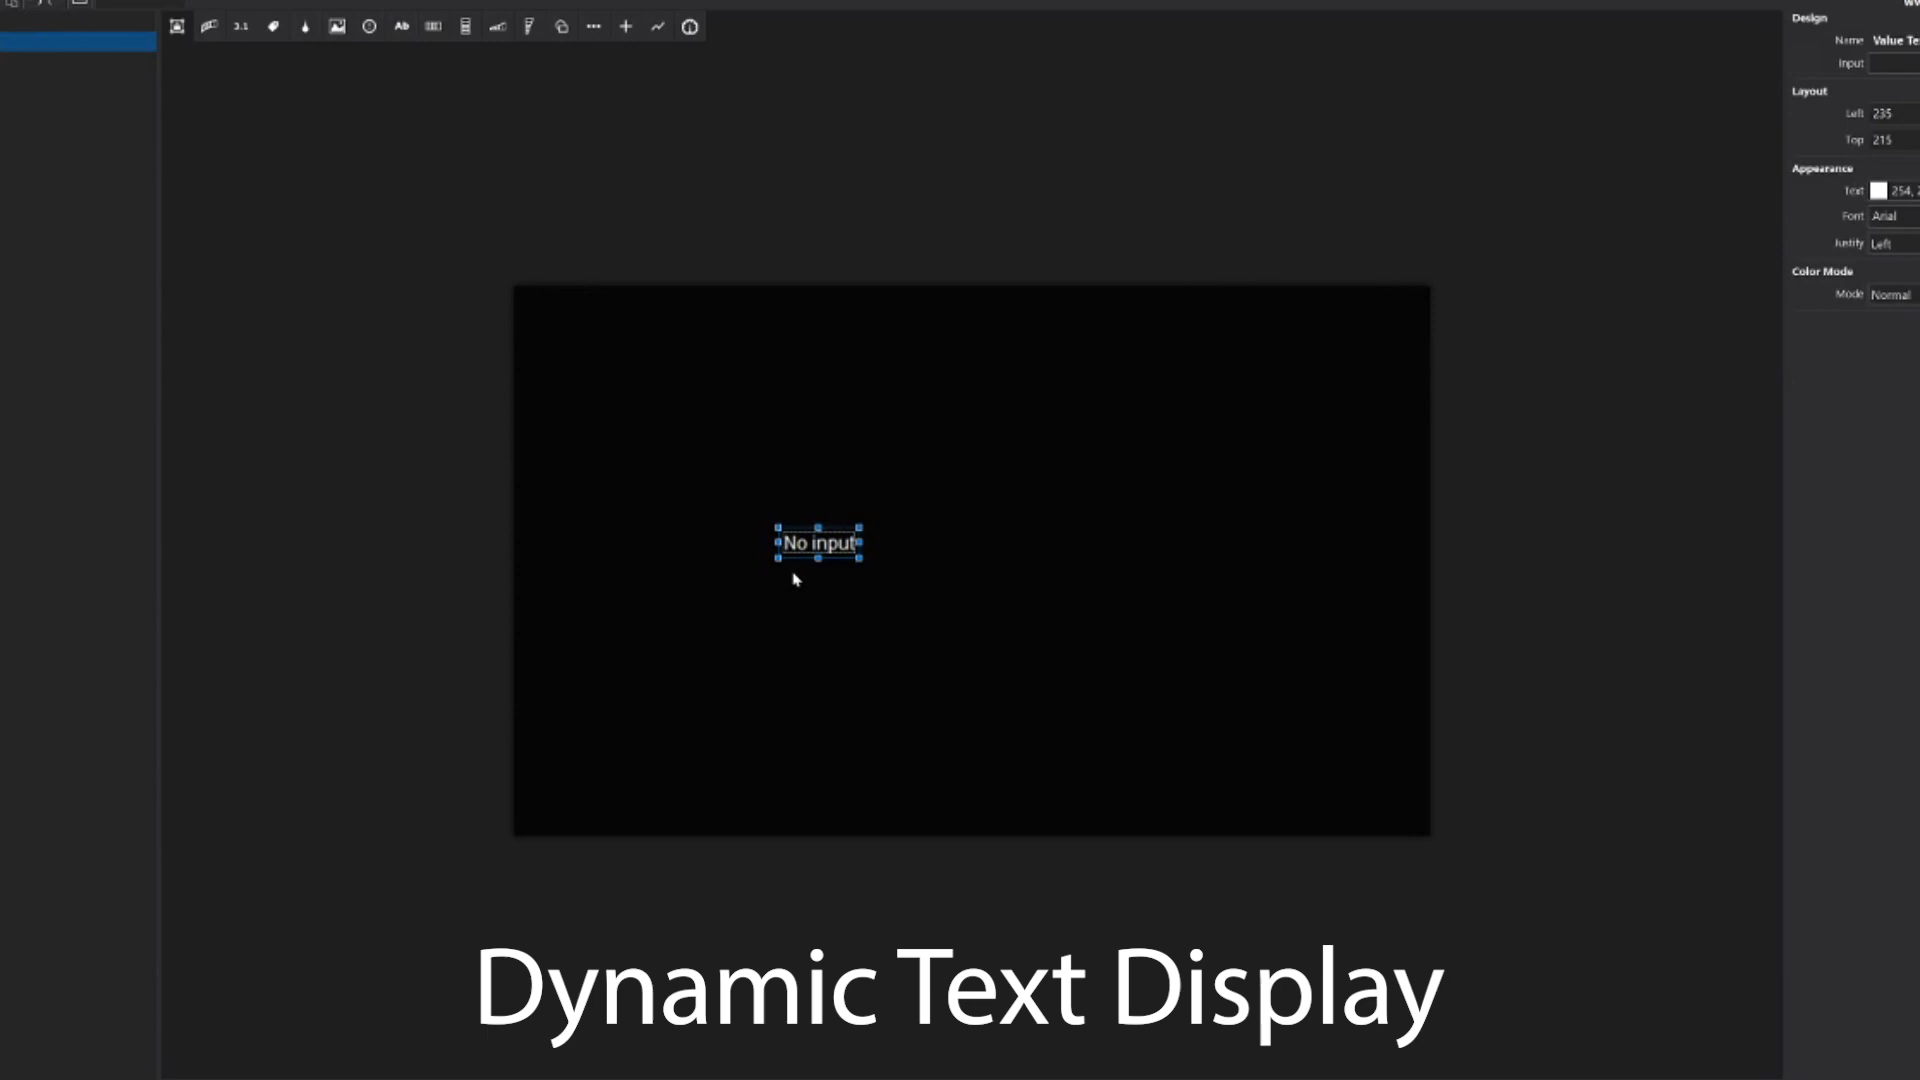 3.1
Ab
Design
Name Value Te
Input
Layout
Left 235
Top 215
Appearance
Text 254,
Font Arial
Justify Left
Color Mode
Mode Normal
No input
Dynamic Text Display